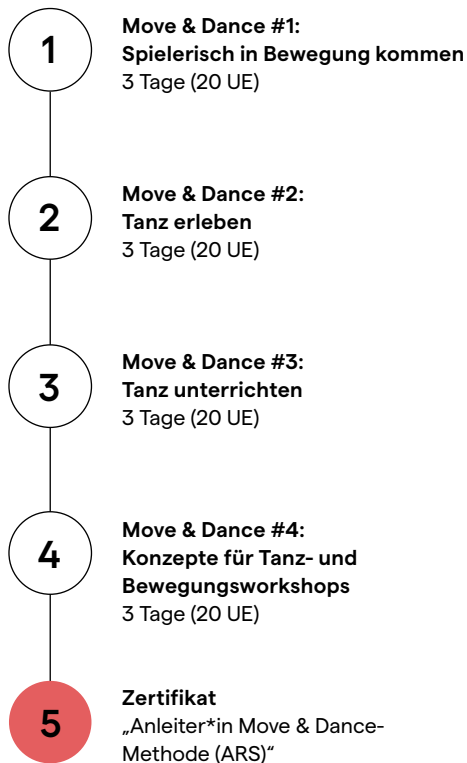 1
Move & Dance #1:
Spielerisch in Bewegung kommen
3 Tage (20 UE)
2
Move & Dance #2:
Tanz erleben
3 Tage (20 UE)
3
Move & Dance #3:
Tanz unterrichten
3 Tage (20 UE)
4
Move & Dance #4:
Konzepte für Tanz- und
Bewegungsworkshops
3 Tage (20 UE)
5
Zertifikat
„Anleiter*in Move & Dance-
Methode (ARS)“